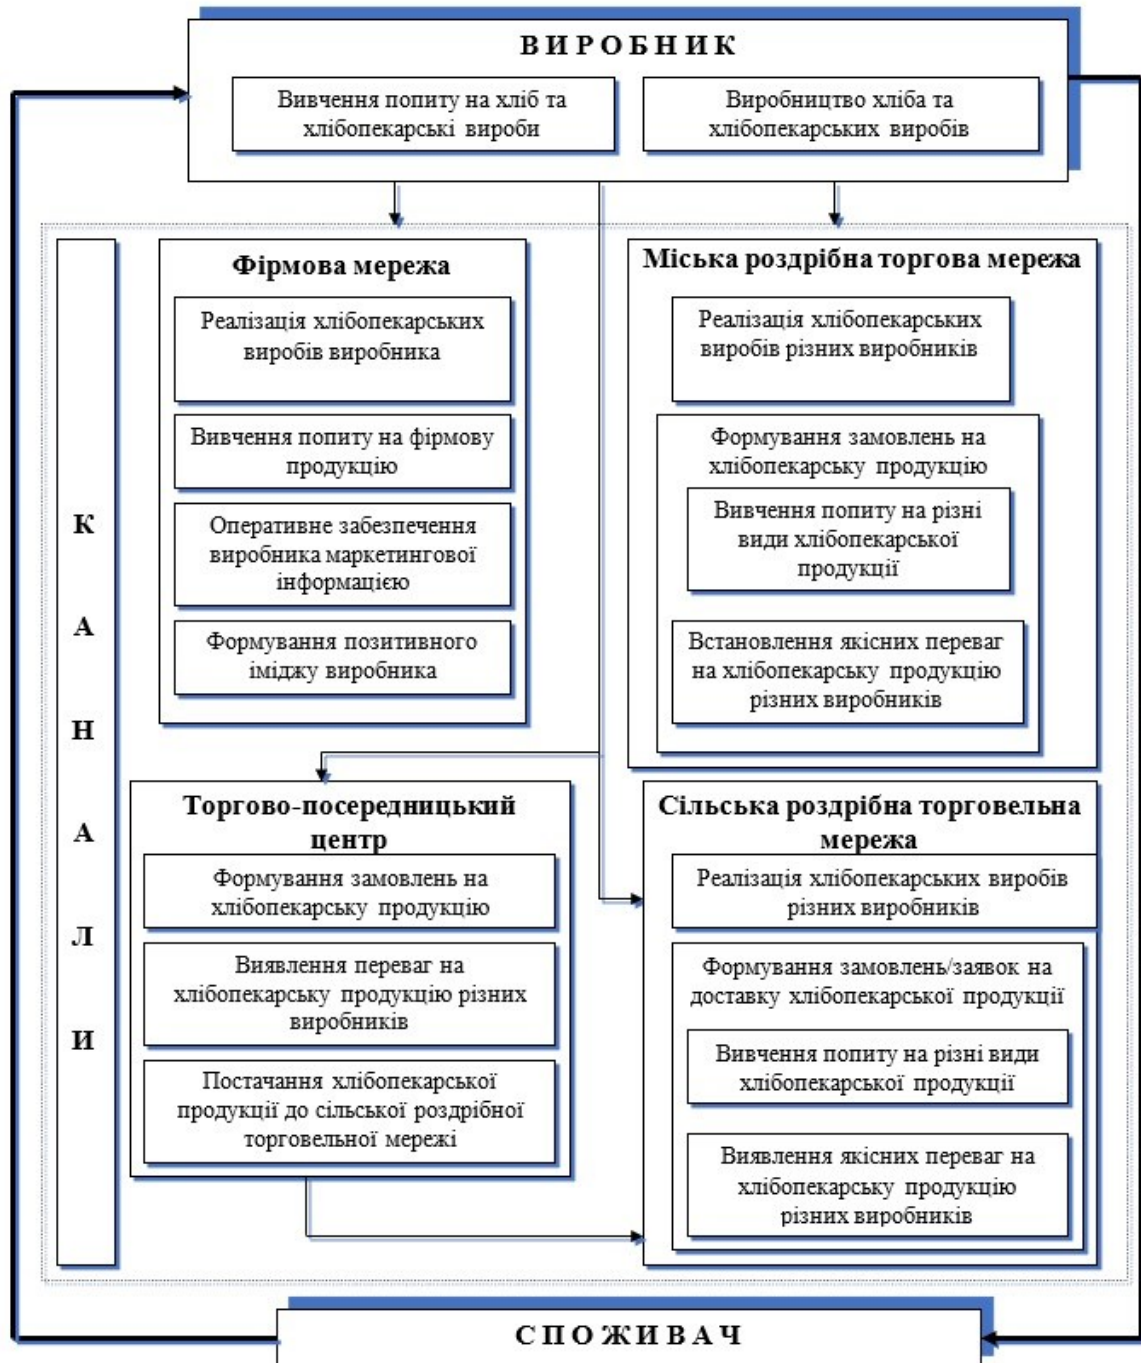 ВИРОБНИК
Вивчення попиту на хліб та
хлібопекарські вироби
Виробництво хліба та
хлібопекарських виробів
КАНАЛИ
Фірмова мережа
Реалізація хлібопекарських
виробів виробника
Вивчення попиту на фірмову
продукцію
Оперативне забезпечення
виробника маркетингової
інформацією
Формування позитивного
іміджу виробника
Міська роздрібна торгова мережа
Реалізація хлібопекарських
виробів різних виробників
Формування замовлень на
хлібопекарську продукцію
Вивчення попиту на різні
види хлібопекарської
продукції
Встановлення якісних переваг
на хлібопекарську продукцію
різних виробників
Торгово-посередницький
центр
Формування замовлень на
хлібопекарську продукцію
Виявлення переваг на
хлібопекарську продукцію різних
виробників
Постачання хлібопекарської
продукції до сільської роздрібної
торговельної мережі
Сільська роздрібна торговельна
мережа
Реалізація хлібопекарських виробів
різних виробників
Формування замовлень/заявок на
доставку хлібопекарської продукції
Вивчення попиту на різні види
хлібопекарської продукції
Виявлення якісних переваг на
хлібопекарську продукцію
різних виробників
СПОЖИВАЧ